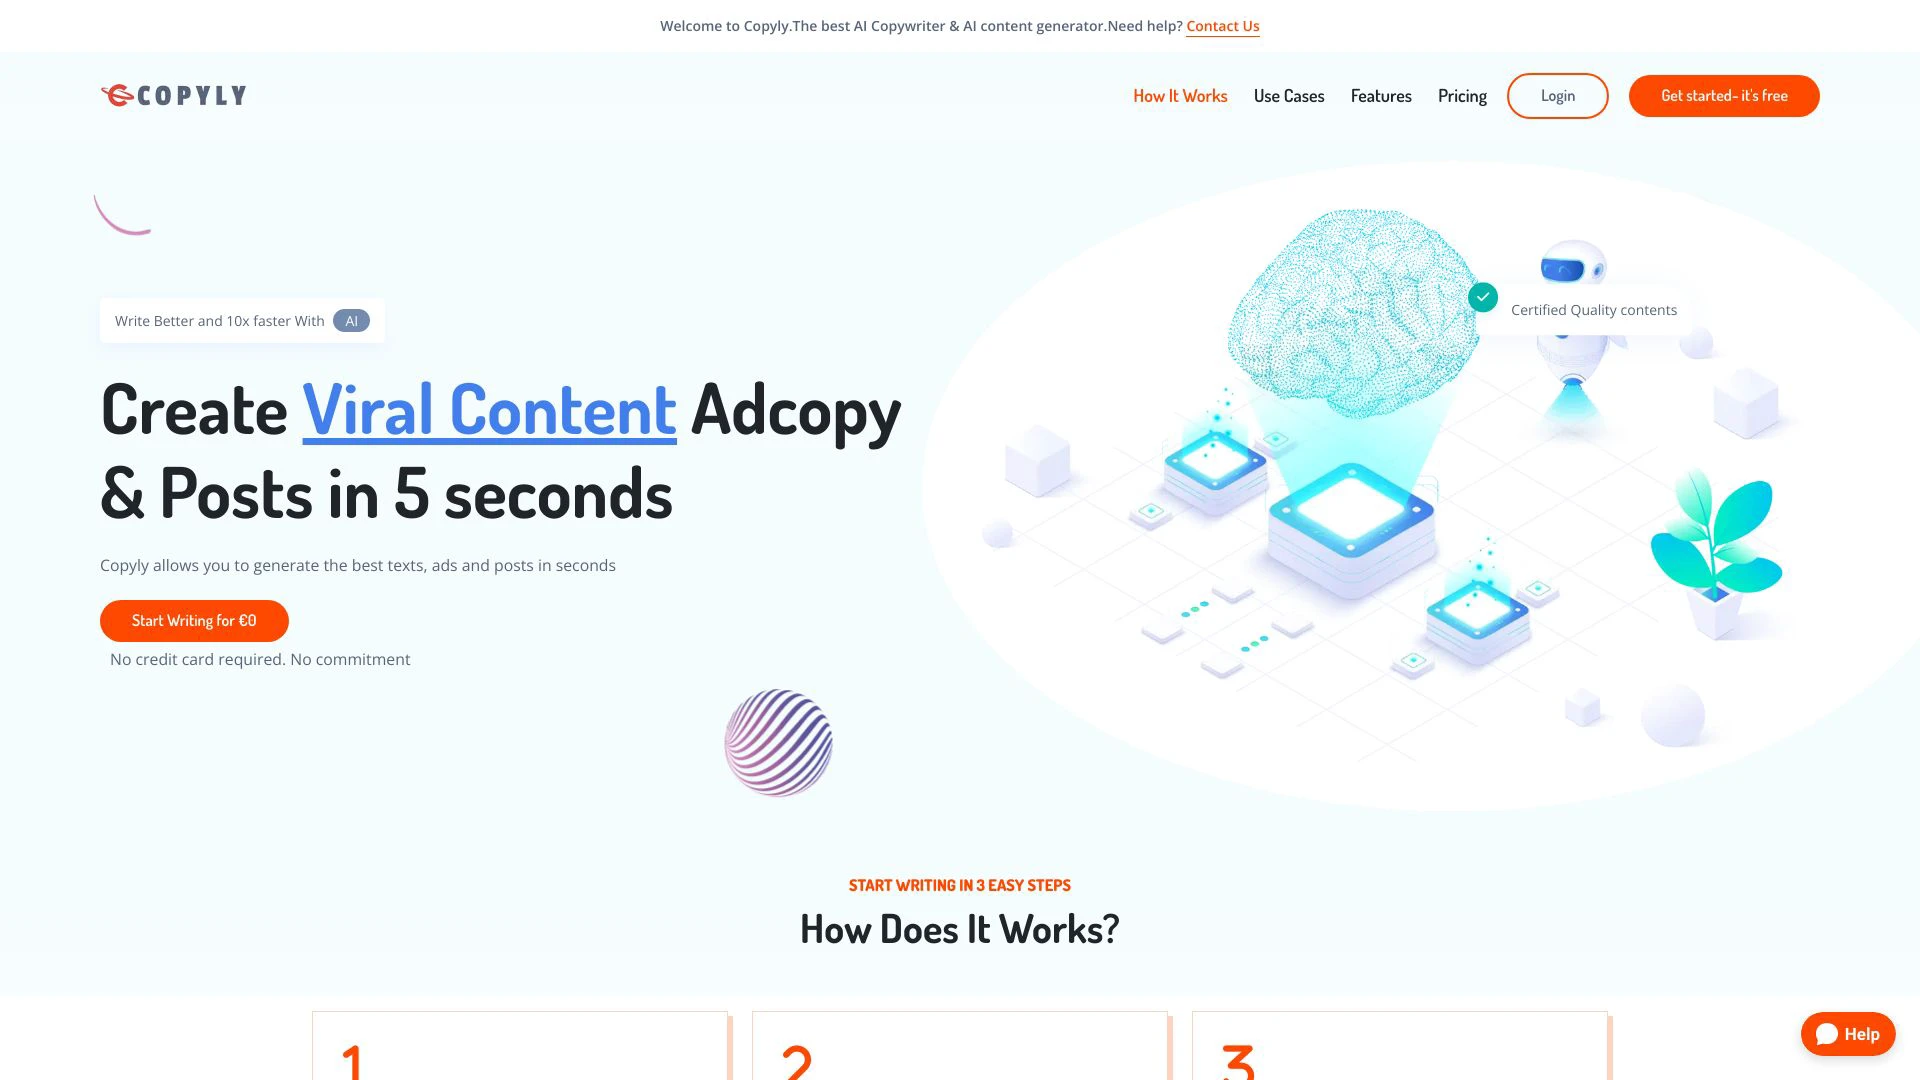 Welcome to Copyly.The best AI Copywriter & AI content generator.Need help? Contact Us
COPYLY
How It Works
Use Cases
Features
Pricing
Login
Get started- it's free
Write Better and 10x faster With AI
Certified Quality contents
Create Viral Content Adcopy
& Posts in 5 seconds
Copyly allows you to generate the best texts, ads and posts in seconds
Start Writing for €0
No credit card required. No commitment
START WRITING IN 3 EASY STEPS
How Does It Works?
1
2
3
Help